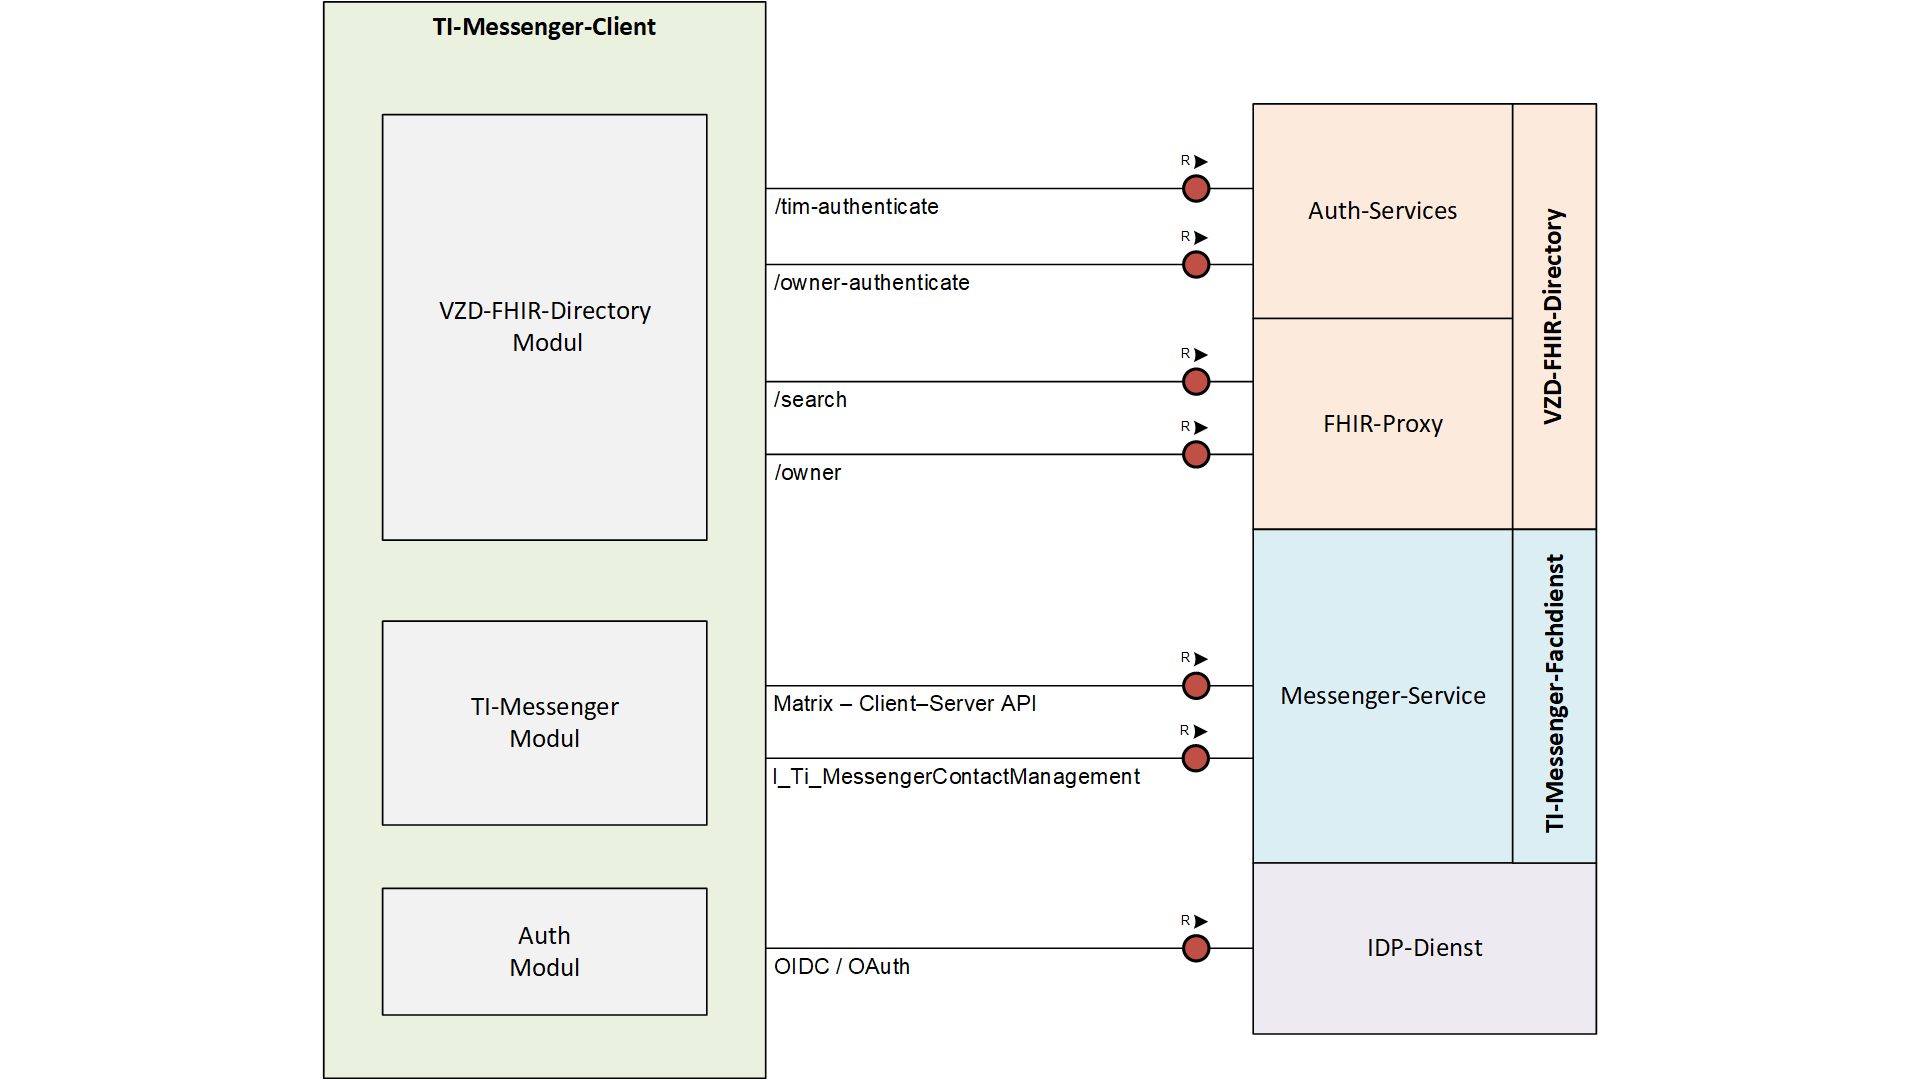 TI-Messenger-Client
VZD-FHIR-Directory
Modul
TI-Messenger
Modul
Auth
Modul
R
/tim-authenticate
R
/owner-authenticate
R
/search
R
/owner
R
Matrix – Client–Server API
R
I_Ti_MessengerContactManagement
R
OIDC / OAuth
Auth-Services
FHIR-Proxy
VZD-FHIR-Directory
Messenger-Service
TI-Messenger-Fachdienst
IDP-Dienst